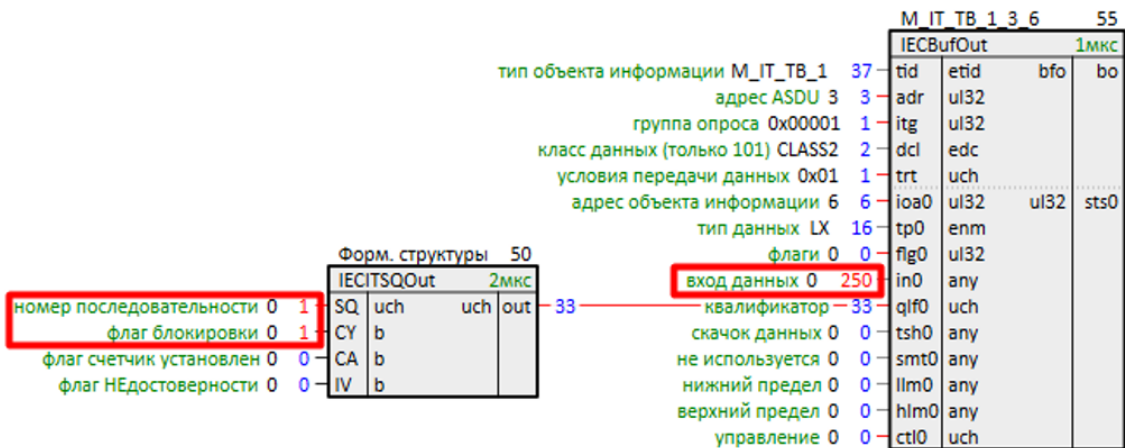 M_IT_TB_1_3_6 55
IECBufOut 1мкс
тип объекта информации M_IT_TB_1 37 tid etid bfo bo
адрес ASDU 3 3 adr ul32
группа опроса 0x00001 1 itg ul32
класс данных (только 101) CLASS2 2 dcl edc
условия передачи данных 0x01 1 trt uch
адрес объекта информации 6 6 ioa0 ul32 ul32 sts0
тип данных LX 16 tp0 enm
флаги 0 0 flg0 ul32
вход данных 0 250 in0 any
квалификатор 33 qlf0 uch
скачок данных 0 0 tsh0 any
не используется 0 0 smt0 any
нижний предел 0 0 llm0 any
верхний предел 0 0 hlm0 any
управление 0 0 ctl0 uch
Форм. структуры 50
IECITSQOut 2мкс
номер последовательности 0 1 SQ uch uch out 33
флаг блокировки 0 1 CY b
флаг счетчик установлен 0 0 CA b
флаг НЕдостоверности 0 0 IV b